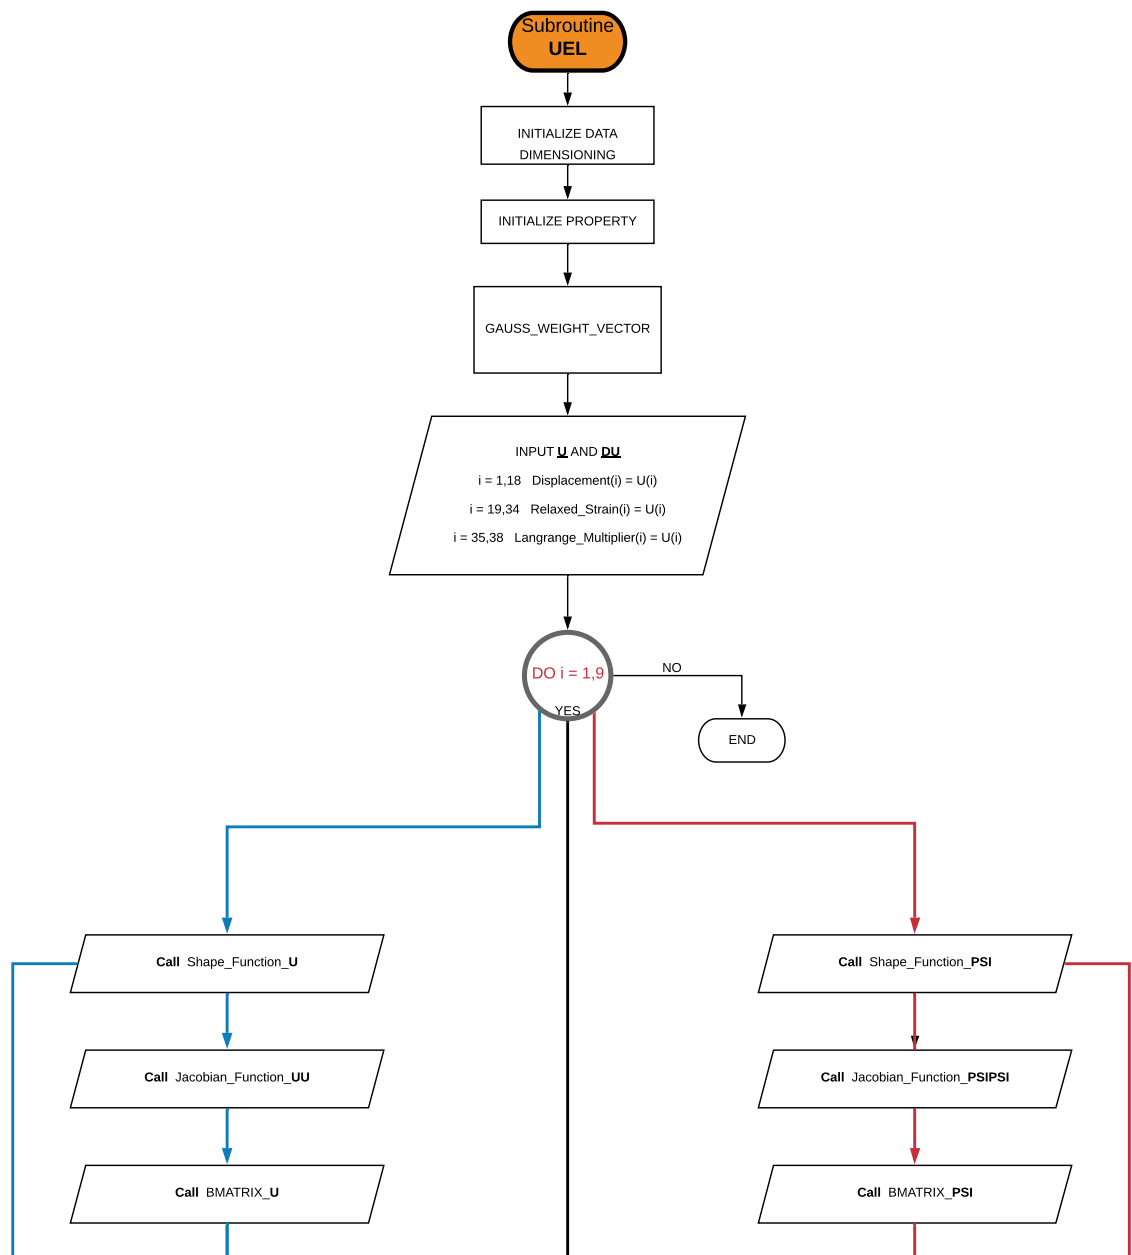 Subroutine
UEL
INITIALIZE DATA
DIMENSIONING
INITIALIZE PROPERTY
GAUSS_WEIGHT_VECTOR
INPUT U AND DU
i = 1,18 Displacement(i) = U(i)
i = 19,34 Relaxed_Strain(i) = U(i)
i = 35,38 Langrange_Multiplier(i) = U(i)
DO i = 1,9
NO
YES
END
Call Shape_Function_U
Call Shape_Function_PSI
Call Jacobian_Function_UU
Call Jacobian_Function_PSIPSI
Call BMATRIX_U
Call BMATRIX_PSI